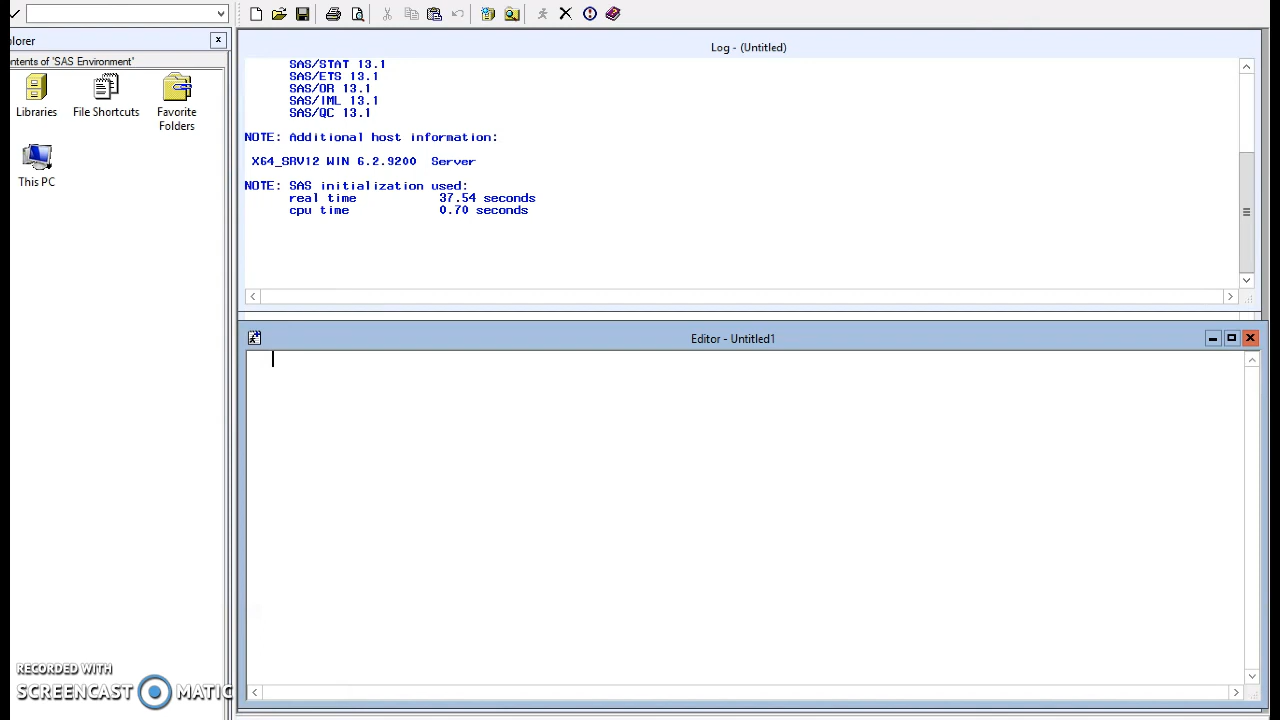 plorer
ntents of 'SAS Environment'
Libraries
File Shortcuts
Favorite
Folders
This PC
Log - (Untitled)
SAS/STAT 13.1
SAS/ETS 13.1
SAS/OR 13.1
SAS/IML 13.1
SAS/QC 13.1
NOTE: Additional host information:
X64_SRV12 WIN 6.2.9200  Server
NOTE: SAS initialization used:
real time           37.54 seconds
cpu time            0.70 seconds
Editor - Untitled1
RECORDED WITH
SCREENCAST MATIC